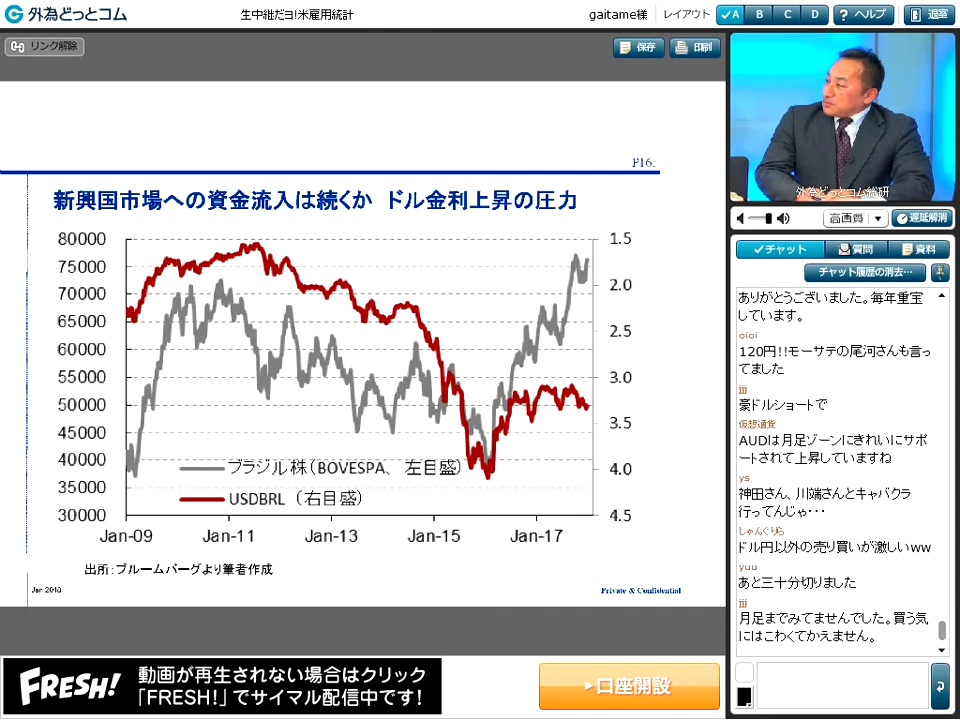 外為どっとコム
生中継だヨ!米雇用統計
gaitame様
レイアウト
A
B
C
D
? ヘルプ
退室
リンク解除
保存
印刷
P16.
新興国市場への資金流入は続くか ドル金利上昇の圧力
80000
75000
70000
65000
60000
55000
50000
45000
40000
35000
30000
1.5
2.0
2.5
3.0
3.5
4.0
4.5
ブラジル株(BOVESPA、左目盛)
USDBRL (右目盛)
Jan-09
Jan-11
Jan-13
Jan-15
Jan-17
出所:ブルームバーグより筆者作成
Jan 2018
Private & Confidential
外為どっとコム総研
高画質
遅延解消
チャット
質問
資料
チャット履歴の消去…
ありがとうございました。毎年重宝
しています。
oioi
120円!!モーサテの尾河さんも言っ
てました
jjj
豪ドルショートで
仮想通貨
AUDは月足ゾーンにきれいにサポ
ートされて上昇していますね
ys
神田さん、川端さんとキャバクラ
行ってんじゃ・・・
しゃんぐりら
ドル円以外の売り買いが激しいww
yuu
あと三十分切りました
jjj
月足までみてませんでした。買う気
にはこわくてかえません。
FRESH!
動画が再生されない場合はクリック
「FRESH!」でサイマル配信中です!
口座開設